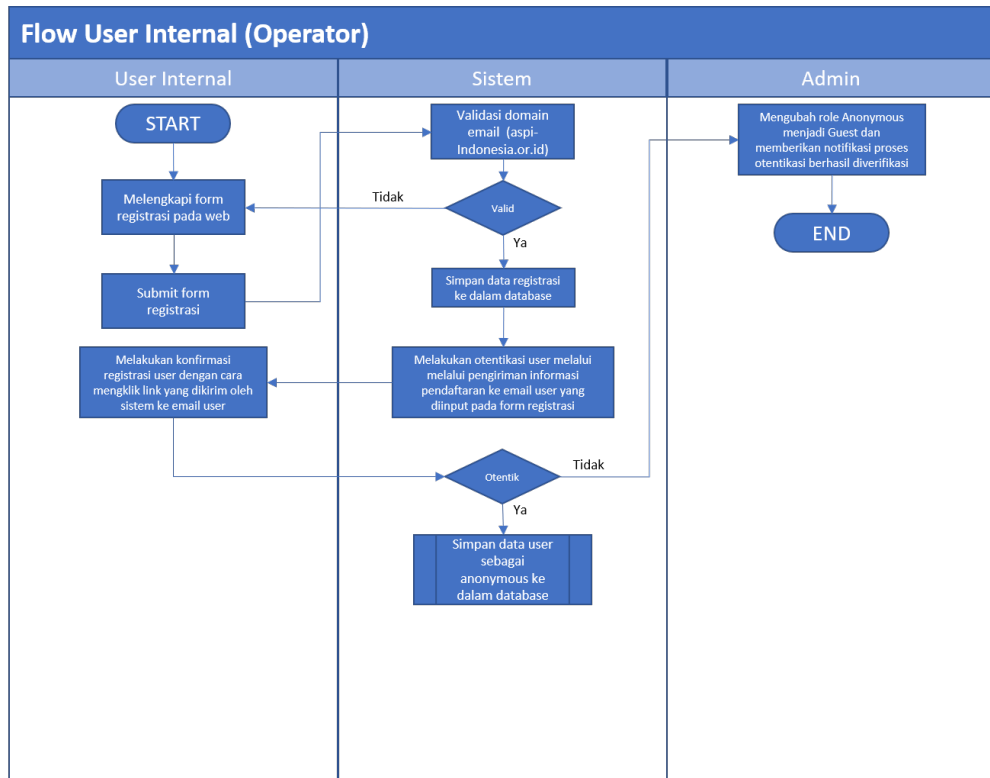 Flow User Internal (Operator)
User Internal
Sistem
Admin
START
Melengkapi form
registrasi pada web
Submit form
registrasi
Melakukan konfirmasi
registrasi user dengan cara
mengklik link yang dikirim oleh
sistem ke email user
Validasi domain
email (aspi-
Indonesia.or.id)
Valid
Tidak
Ya
Simpan data registrasi
ke dalam database
Melakukan otentikasi user melalui
melalui pengiriman informasi
pendaftaran ke email user yang
diinput pada form registrasi
Otentik
Tidak
Ya
Simpan data user
sebagai
anonymous ke
dalam database
Mengubah role Anonymous
menjadi Guest dan
memberikan notifikasi proses
otentikasi berhasil diverifikasi
END